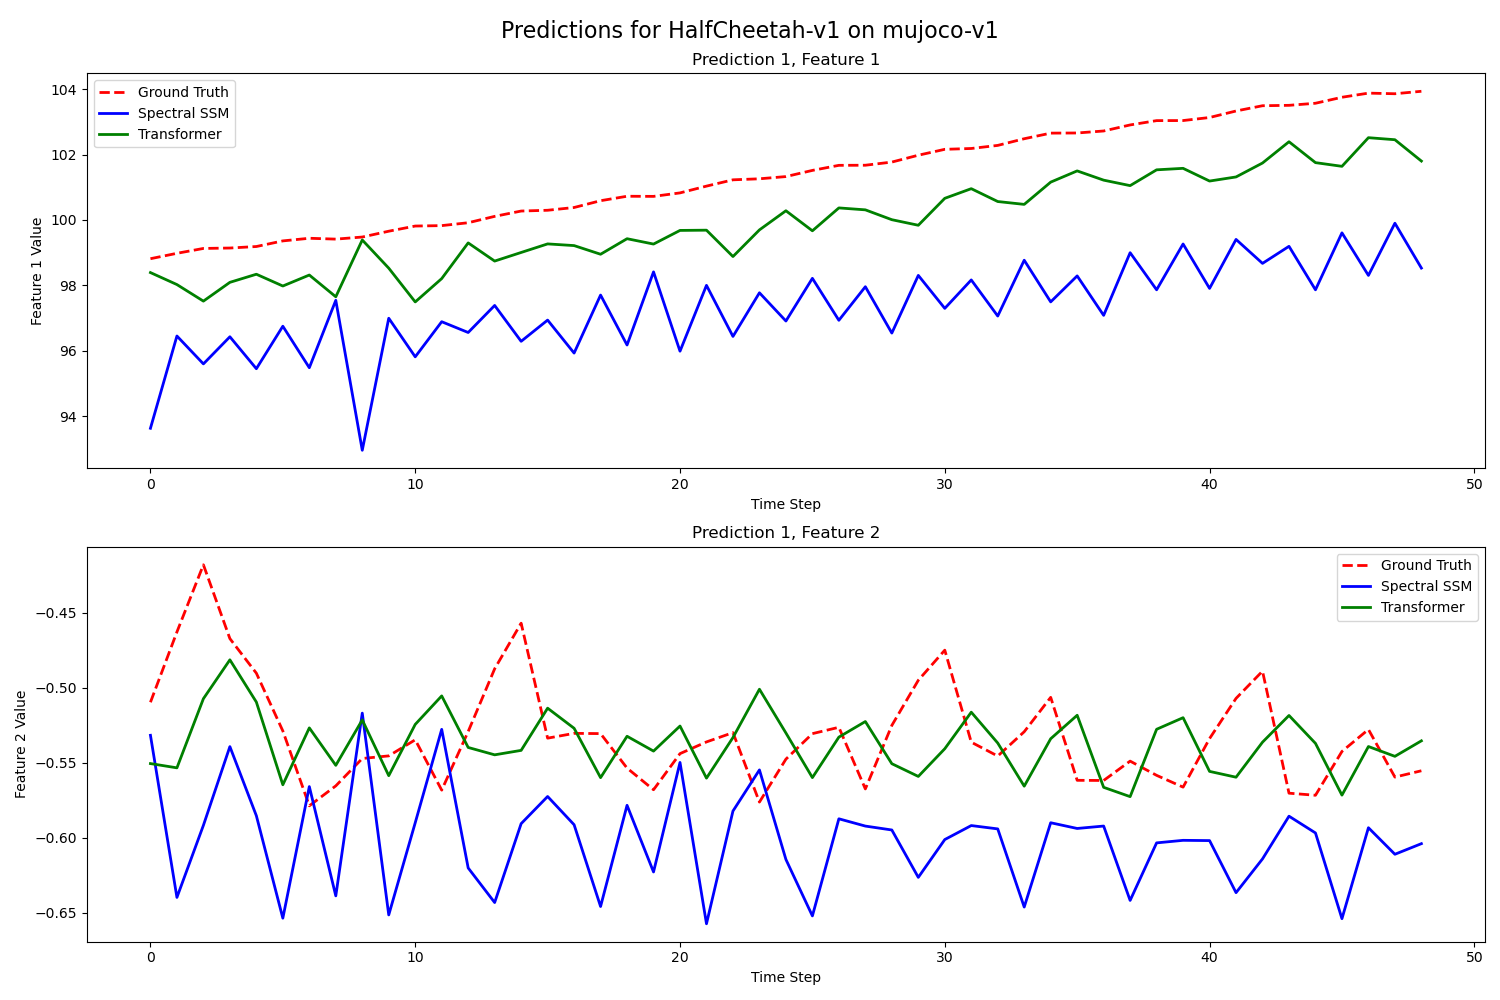 Predictions for HalfCheetah-v1 on mujoco-v1
Prediction 1, Feature 1
Ground Truth
Spectral SSM
Transformer
Feature 1 Value
104
102
100
98
96
94
0 10 20 30 40 50
Time Step
Prediction 1, Feature 2
Ground Truth
Spectral SSM
Transformer
Feature 2 Value
−0.45
−0.50
−0.55
−0.60
−0.65
0 10 20 30 40 50
Time Step